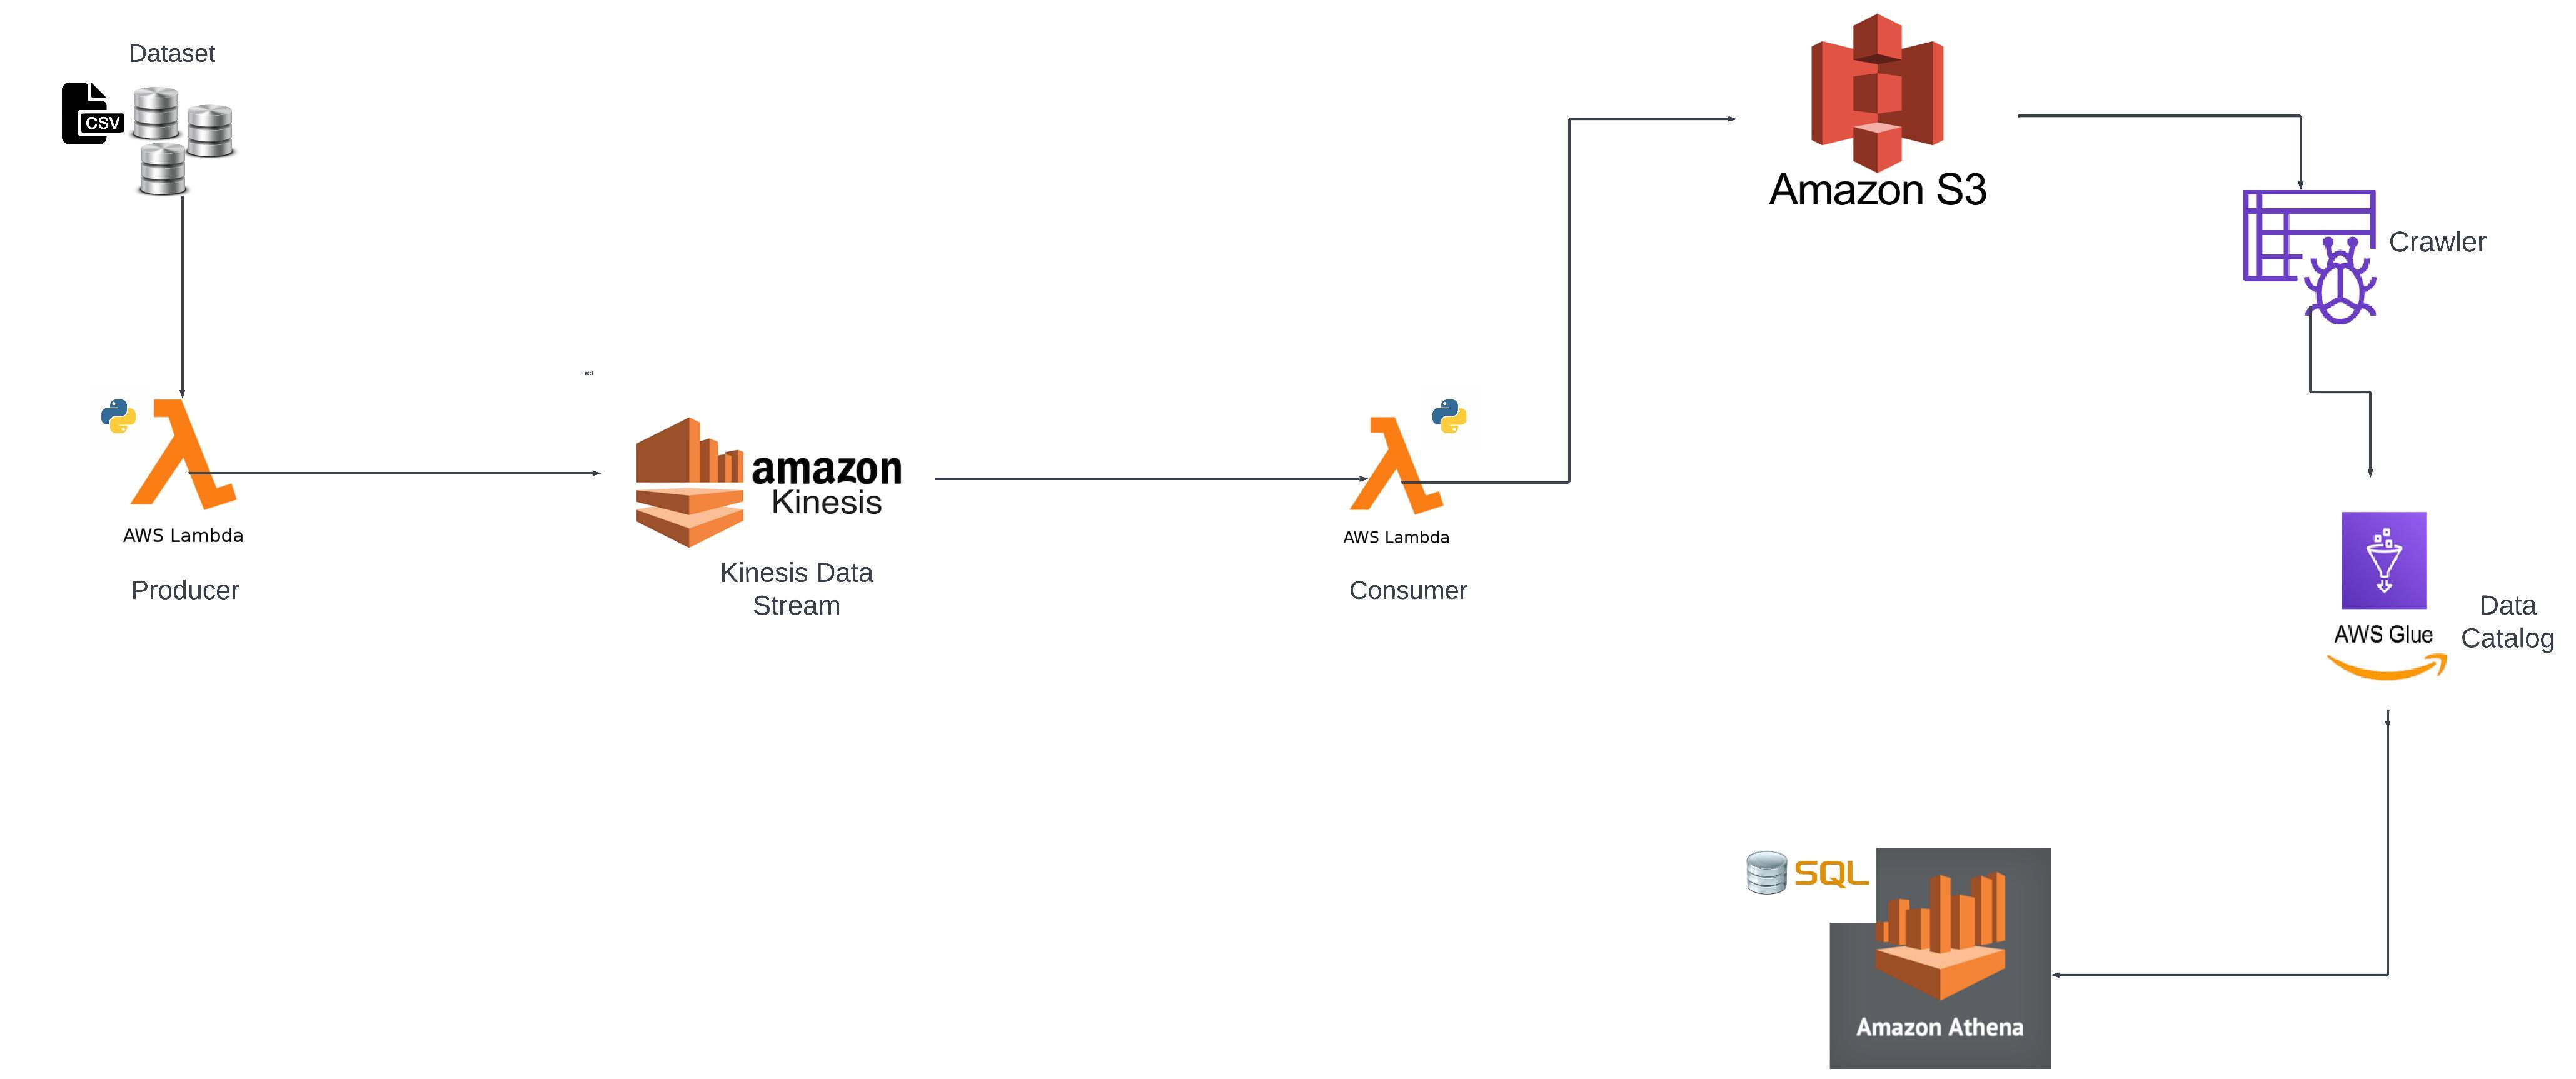 Dataset
CSV
Amazon S3
Crawler
Text
amazon
Kinesis
AWS Lambda
AWS Lambda
Producer
Kinesis Data
Stream
Consumer
AWS Glue
Data
Catalog
SQL
Amazon Athena